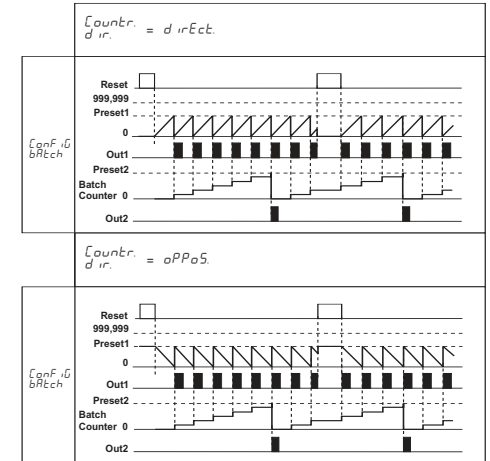 Countr.
dir. = dirEct.
ConFiG
bAtch
Reset
999,999
Preset1
0
Out1
Preset2
Batch
Counter 0
Out2
Countr.
dir. = oPPoS.
ConFiG
bAtch
Reset
999,999
Preset1
0
Out1
Preset2
Batch
Counter 0
Out2